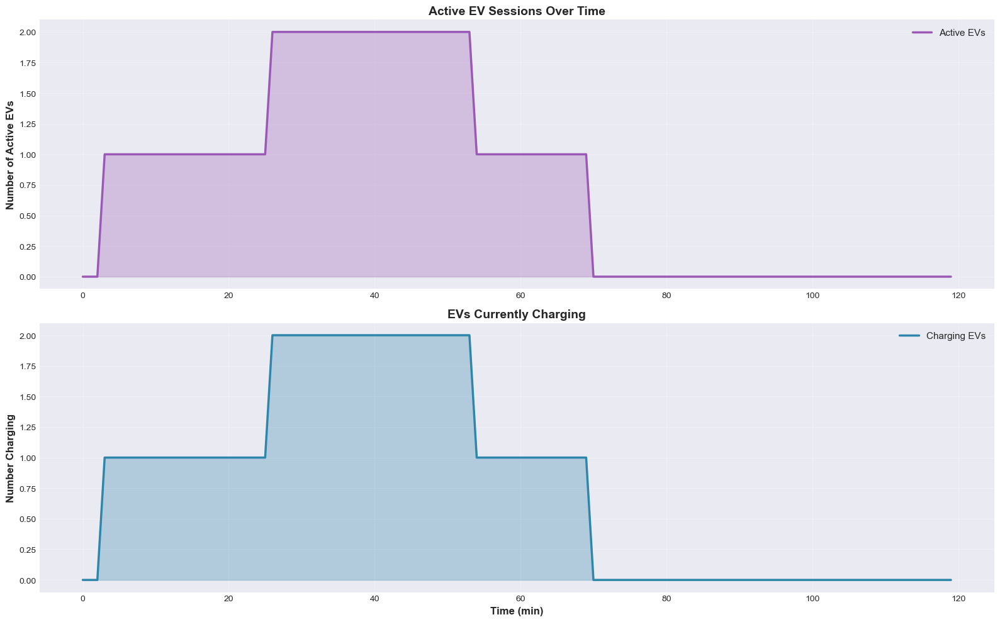 Active EV Sessions Over Time
Active EVs
Number of Active EVs
2.00
1.75
1.50
1.25
1.00
0.75
0.50
0.25
0.00
0 20 40 60 80 100 120
EVs Currently Charging
Charging EVs
Number Charging
2.00
1.75
1.50
1.25
1.00
0.75
0.50
0.25
0.00
0 20 40 60 80 100 120
Time (min)